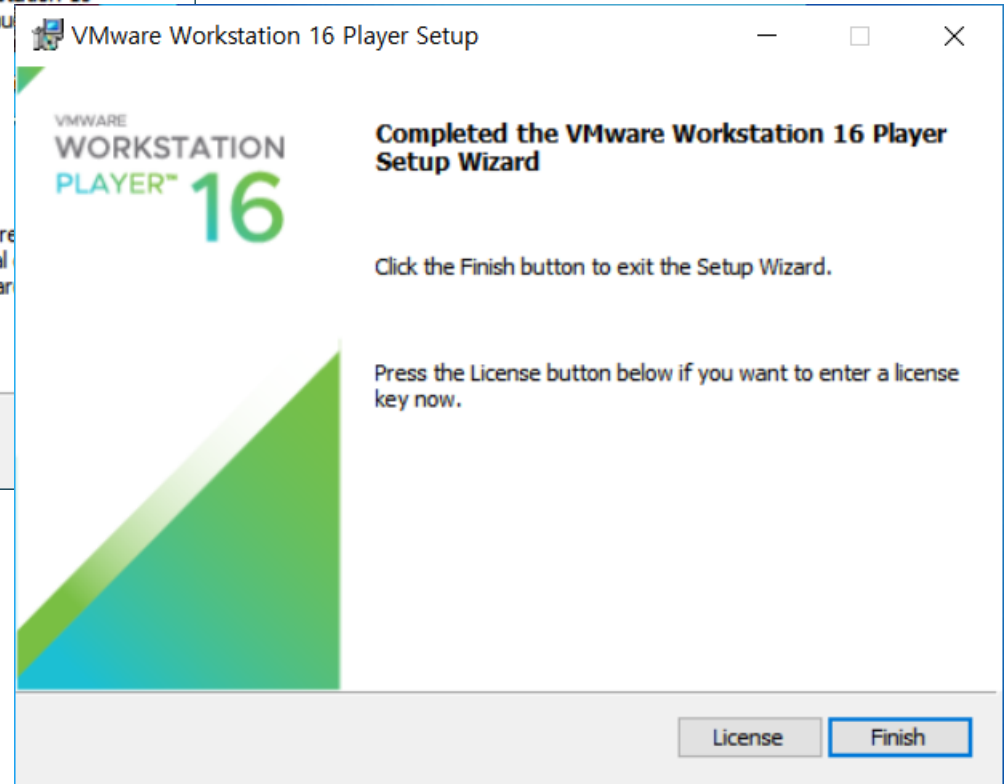 VMware Workstation 16 Player Setup
VMWARE
WORKSTATION
PLAYER™ 16
Completed the VMware Workstation 16 Player
Setup Wizard
Click the Finish button to exit the Setup Wizard.
Press the License button below if you want to enter a license
key now.
License
Finish